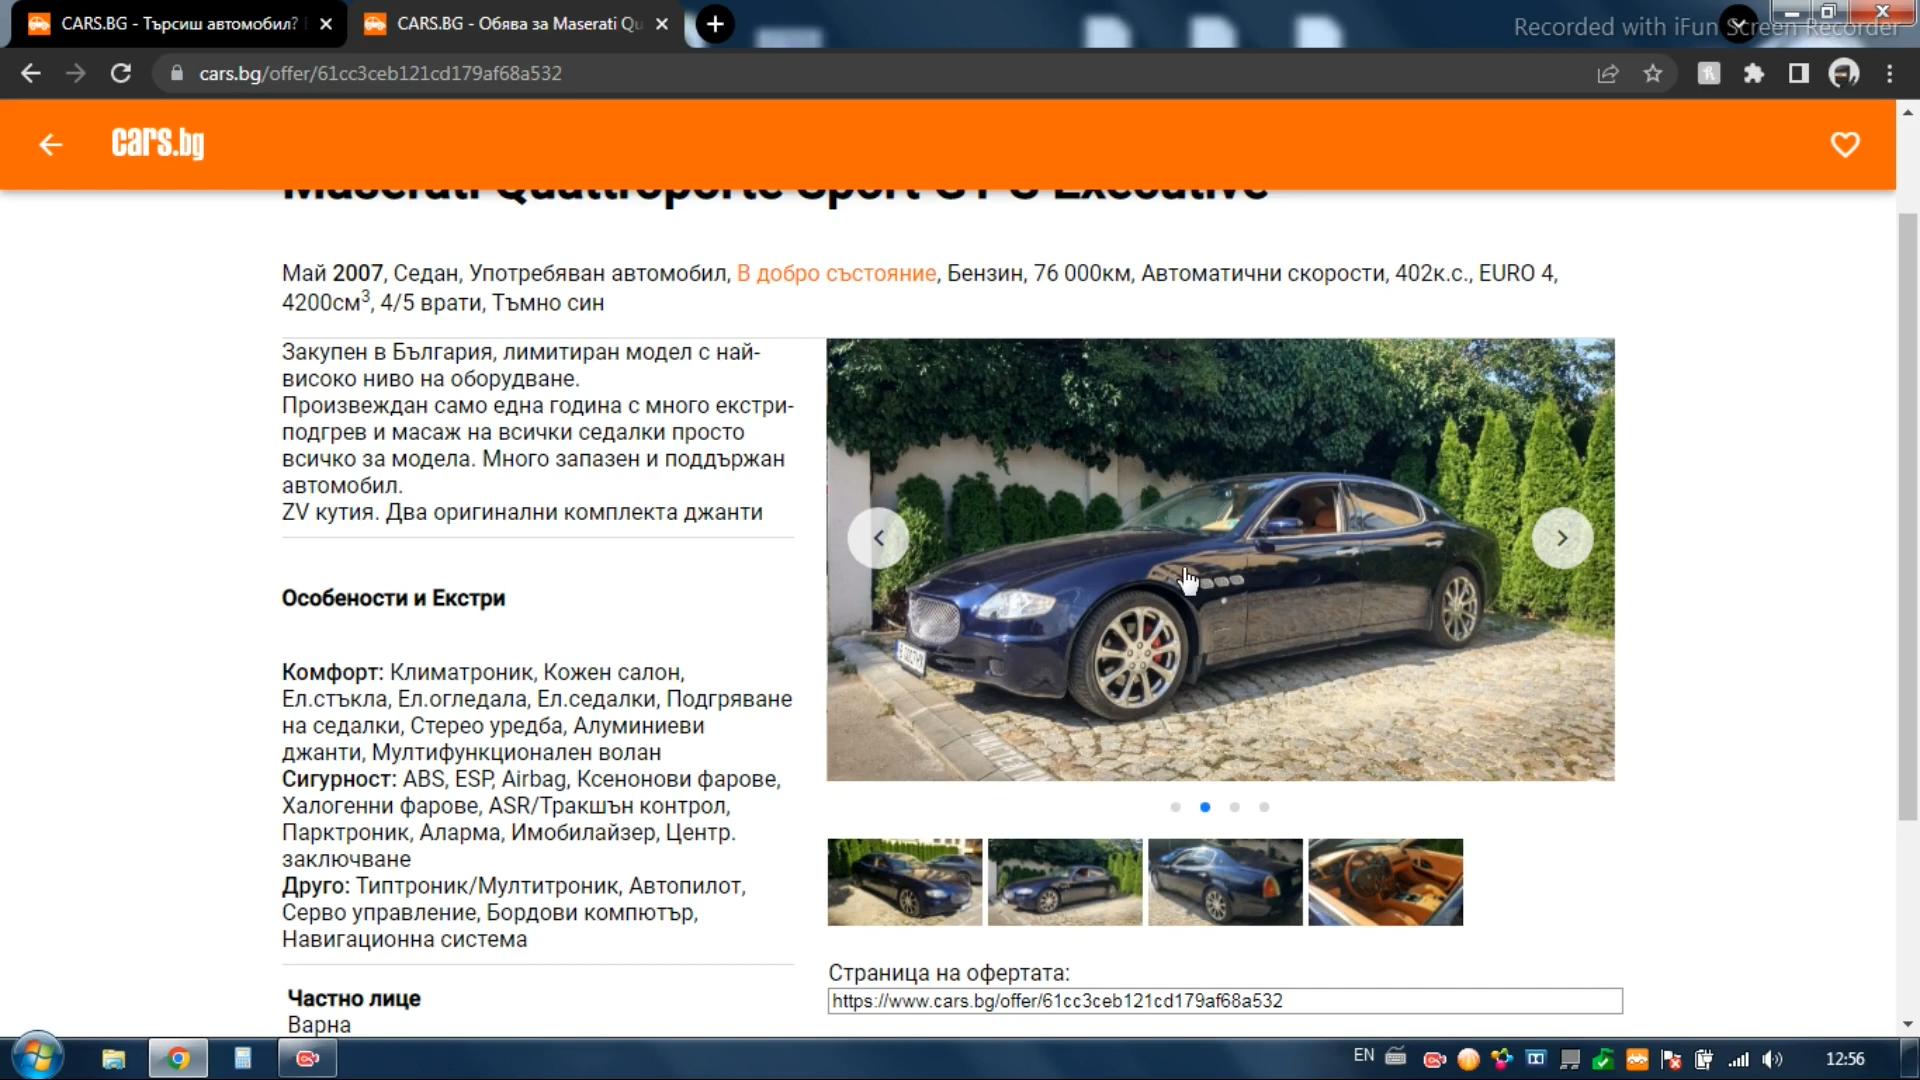 CARS.BG - Търсиш автомобил?
CARS.BG - Обява за Maserati Qu
Recorded with iFun Screen Recorder
cars.bg/offer/61cc3ceb121cd179af68a532
cars.bg
Maserati Quattroporte Sport GT S Executive
Май 2007, Седан, Употребяван автомобил, В добро състояние, Бензин, 76 000км, Автоматични скорости, 402к.с., EURO 4,
4200см³, 4/5 врати, Тъмно син
Закупен в България, лимитиран модел с най-
високо ниво на оборудване.
Произвеждан само една година с много екстри-
подгрев и масаж на всички седалки просто
всичко за модела. Много запазен и поддържан
автомобил.
ZV кутия. Два оригинални комплекта джанти
Особености и Екстри
Комфорт: Климатроник, Кожен салон,
Ел.стъкла, Ел.огледала, Ел.седалки, Подгряване
на седалки, Стерео уредба, Алуминиеви
джанти, Мултифункционален волан
Сигурност: ABS, ESP, Airbag, Ксенонови фарове,
Халогенни фарове, ASR/Тракшън контрол,
Парктроник, Аларма, Имобилайзер, Центр.
заключване
Друго: Типтроник/Мултитроник, Автопилот,
Серво управление, Бордови компютър,
Навигационна система
Частно лице
Варна
Страница на офертата:
https://www.cars.bg/offer/61cc3ceb121cd179af68a532
EN
12:56